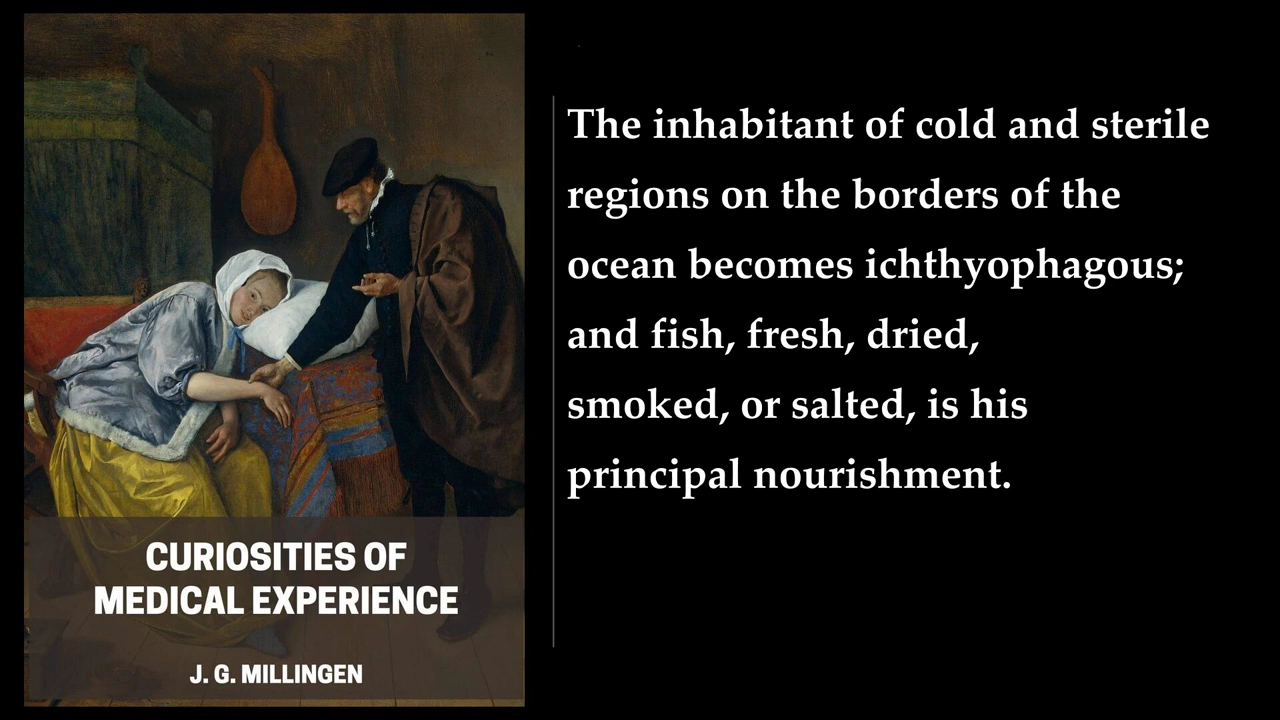 CURIOSITIES OF
MEDICAL EXPERIENCE
J. G. MILLINGEN
The inhabitant of cold and sterile
regions on the borders of the
ocean becomes ichthyophagous;
and fish, fresh, dried,
smoked, or salted, is his
principal nourishment.